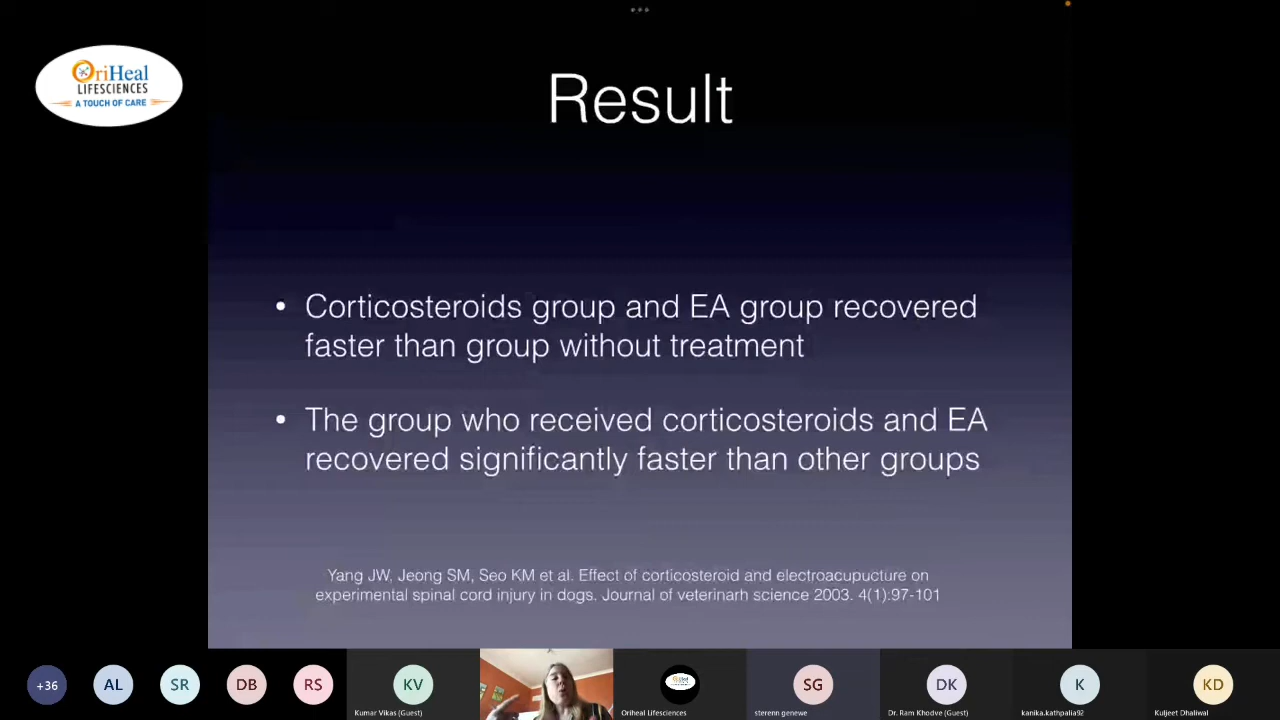 OriHeal
LIFESCIENCES
A TOUCH OF CARE
Result
• Corticosteroids group and EA group recovered
faster than group without treatment
• The group who received corticosteroids and EA
recovered significantly faster than other groups
Yang JW, Jeong SM, Seo KM et al. Effect of corticosteroid and electroacupucture on
experimental spinal cord injury in dogs. Journal of veterinarh science 2003. 4(1):97-101
+36
AL
SR
DB
RS
KV
SG
DK
K
KD
Kumar Vikas (Guest)
Oriheal Lifesciences
sterenn genewe
Dr. Ram Khodve (Guest)
kanika.kathpalia92
Kuljeet Dhaliwal